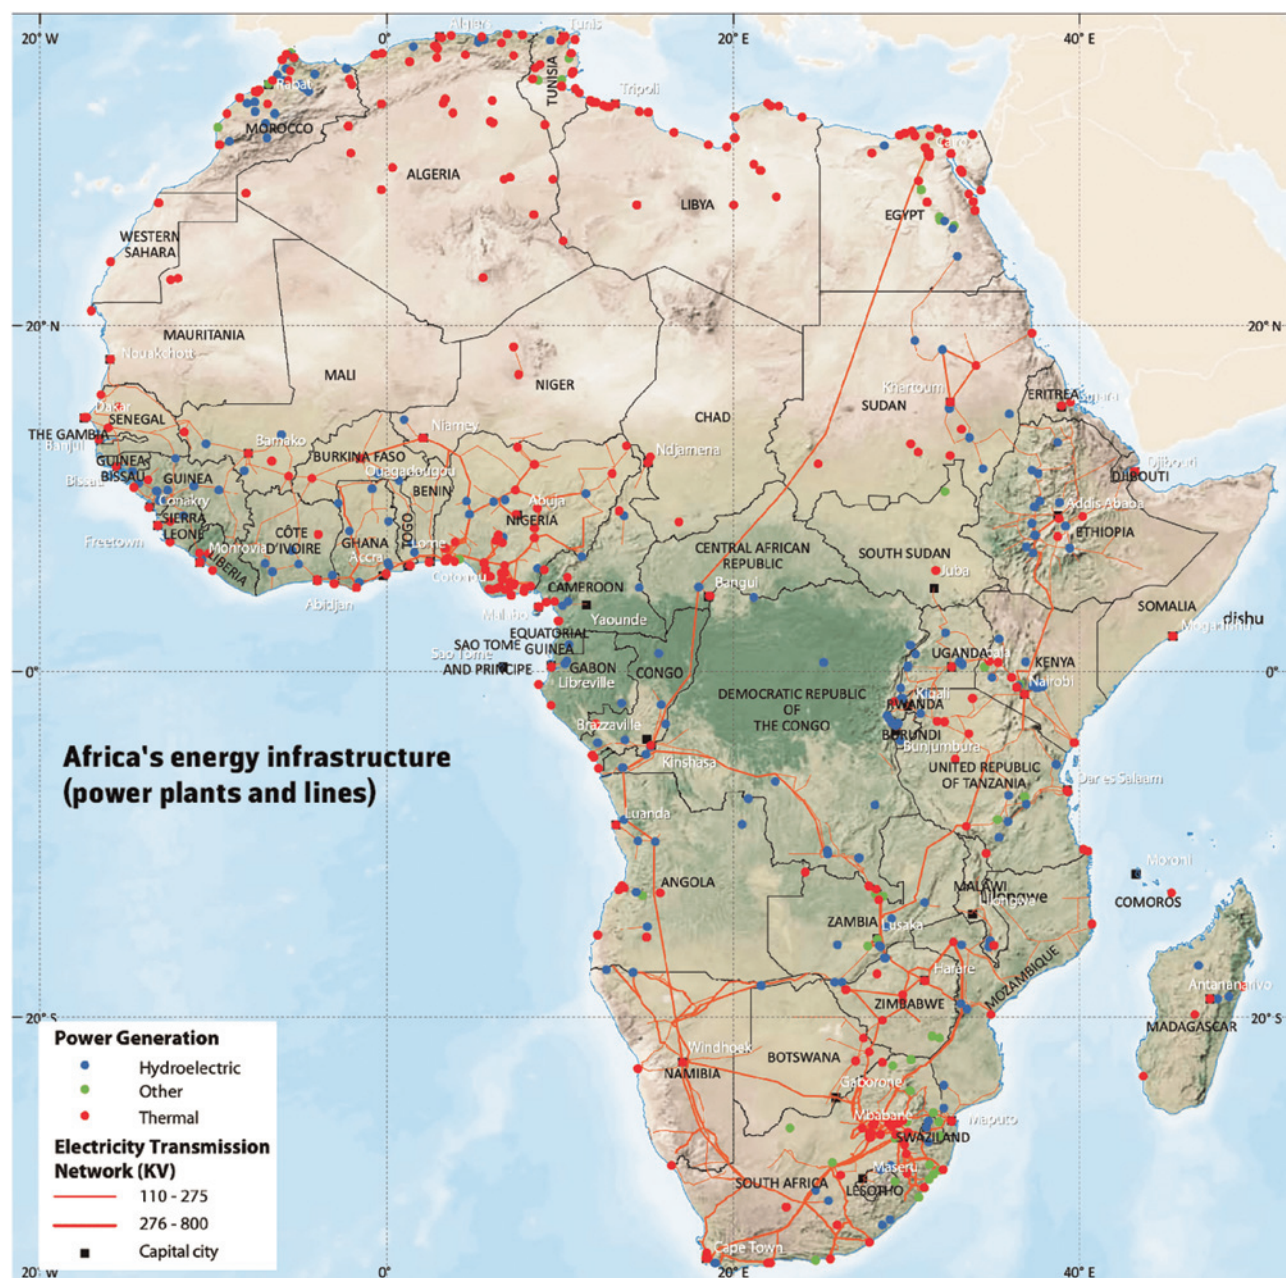 20° W
0°
20° E
40° E
Algiers
Tunis
Rabat
TUNISIA
Tripoli
MOROCCO
Cairo
ALGERIA
LIBYA
EGYPT
WESTERN
SAHARA
20° N
20° N
MAURITANIA
Nouakchott
MALI
NIGER
CHAD
SUDAN
Khartoum
ERITREA
Dakar
SENEGAL
THE GAMBIA
Banjul
Bamako
Niamey
BURKINA FASO
Ouagadougou
Ndjamena
Djibouti
DJIBOUTI
GUINEA
BISSAU
Bissau
GUINEA
BENIN
Conakry
SIERRA
LEONE
Freetown
CÔTE
D'IVOIRE
GHANA
TOGO
Abuja
NIGERIA
Addis Ababa
ETHIOPIA
Monrovia
LIBERIA
Accra
Lome
Cotonou
CENTRAL AFRICAN
REPUBLIC
SOUTH SUDAN
Juba
Abidjan
CAMEROON
Malabo
Yaounde
Bangui
SOMALIA
Mogadishu
dishu
EQUATORIAL
GUINEA
SAO TOME
AND PRINCIPE
Sao Tome
GABON
Libreville
CONGO
UGANDA
KENYA
Nairobi
0°
0°
DEMOCRATIC REPUBLIC
OF
THE CONGO
Kigali
RWANDA
BURUNDI
Bunjumbura
Brazzaville
Kinshasa
UNITED REPUBLIC
OF TANZANIA
Dar es Salaam
Africa's energy infrastructure
(power plants and lines)
Luanda
ANGOLA
ZAMBIA
Lusaka
MALAWI
Lilongwe
Lilongwe
Moroni
COMOROS
Harare
ZIMBABWE
MOZAMBIQUE
Antananarivo
MADAGASCAR
20° S
20° S
Windhoek
NAMIBIA
BOTSWANA
Gaborone
Mbabane
SWAZILAND
Maputo
SOUTH AFRICA
Maseru
LESOTHO
Cape Town
Power Generation
Hydroelectric
Other
Thermal
Electricity Transmission
Network (KV)
110 - 275
276 - 800
Capital city
20° W
0°
20° E
40° E